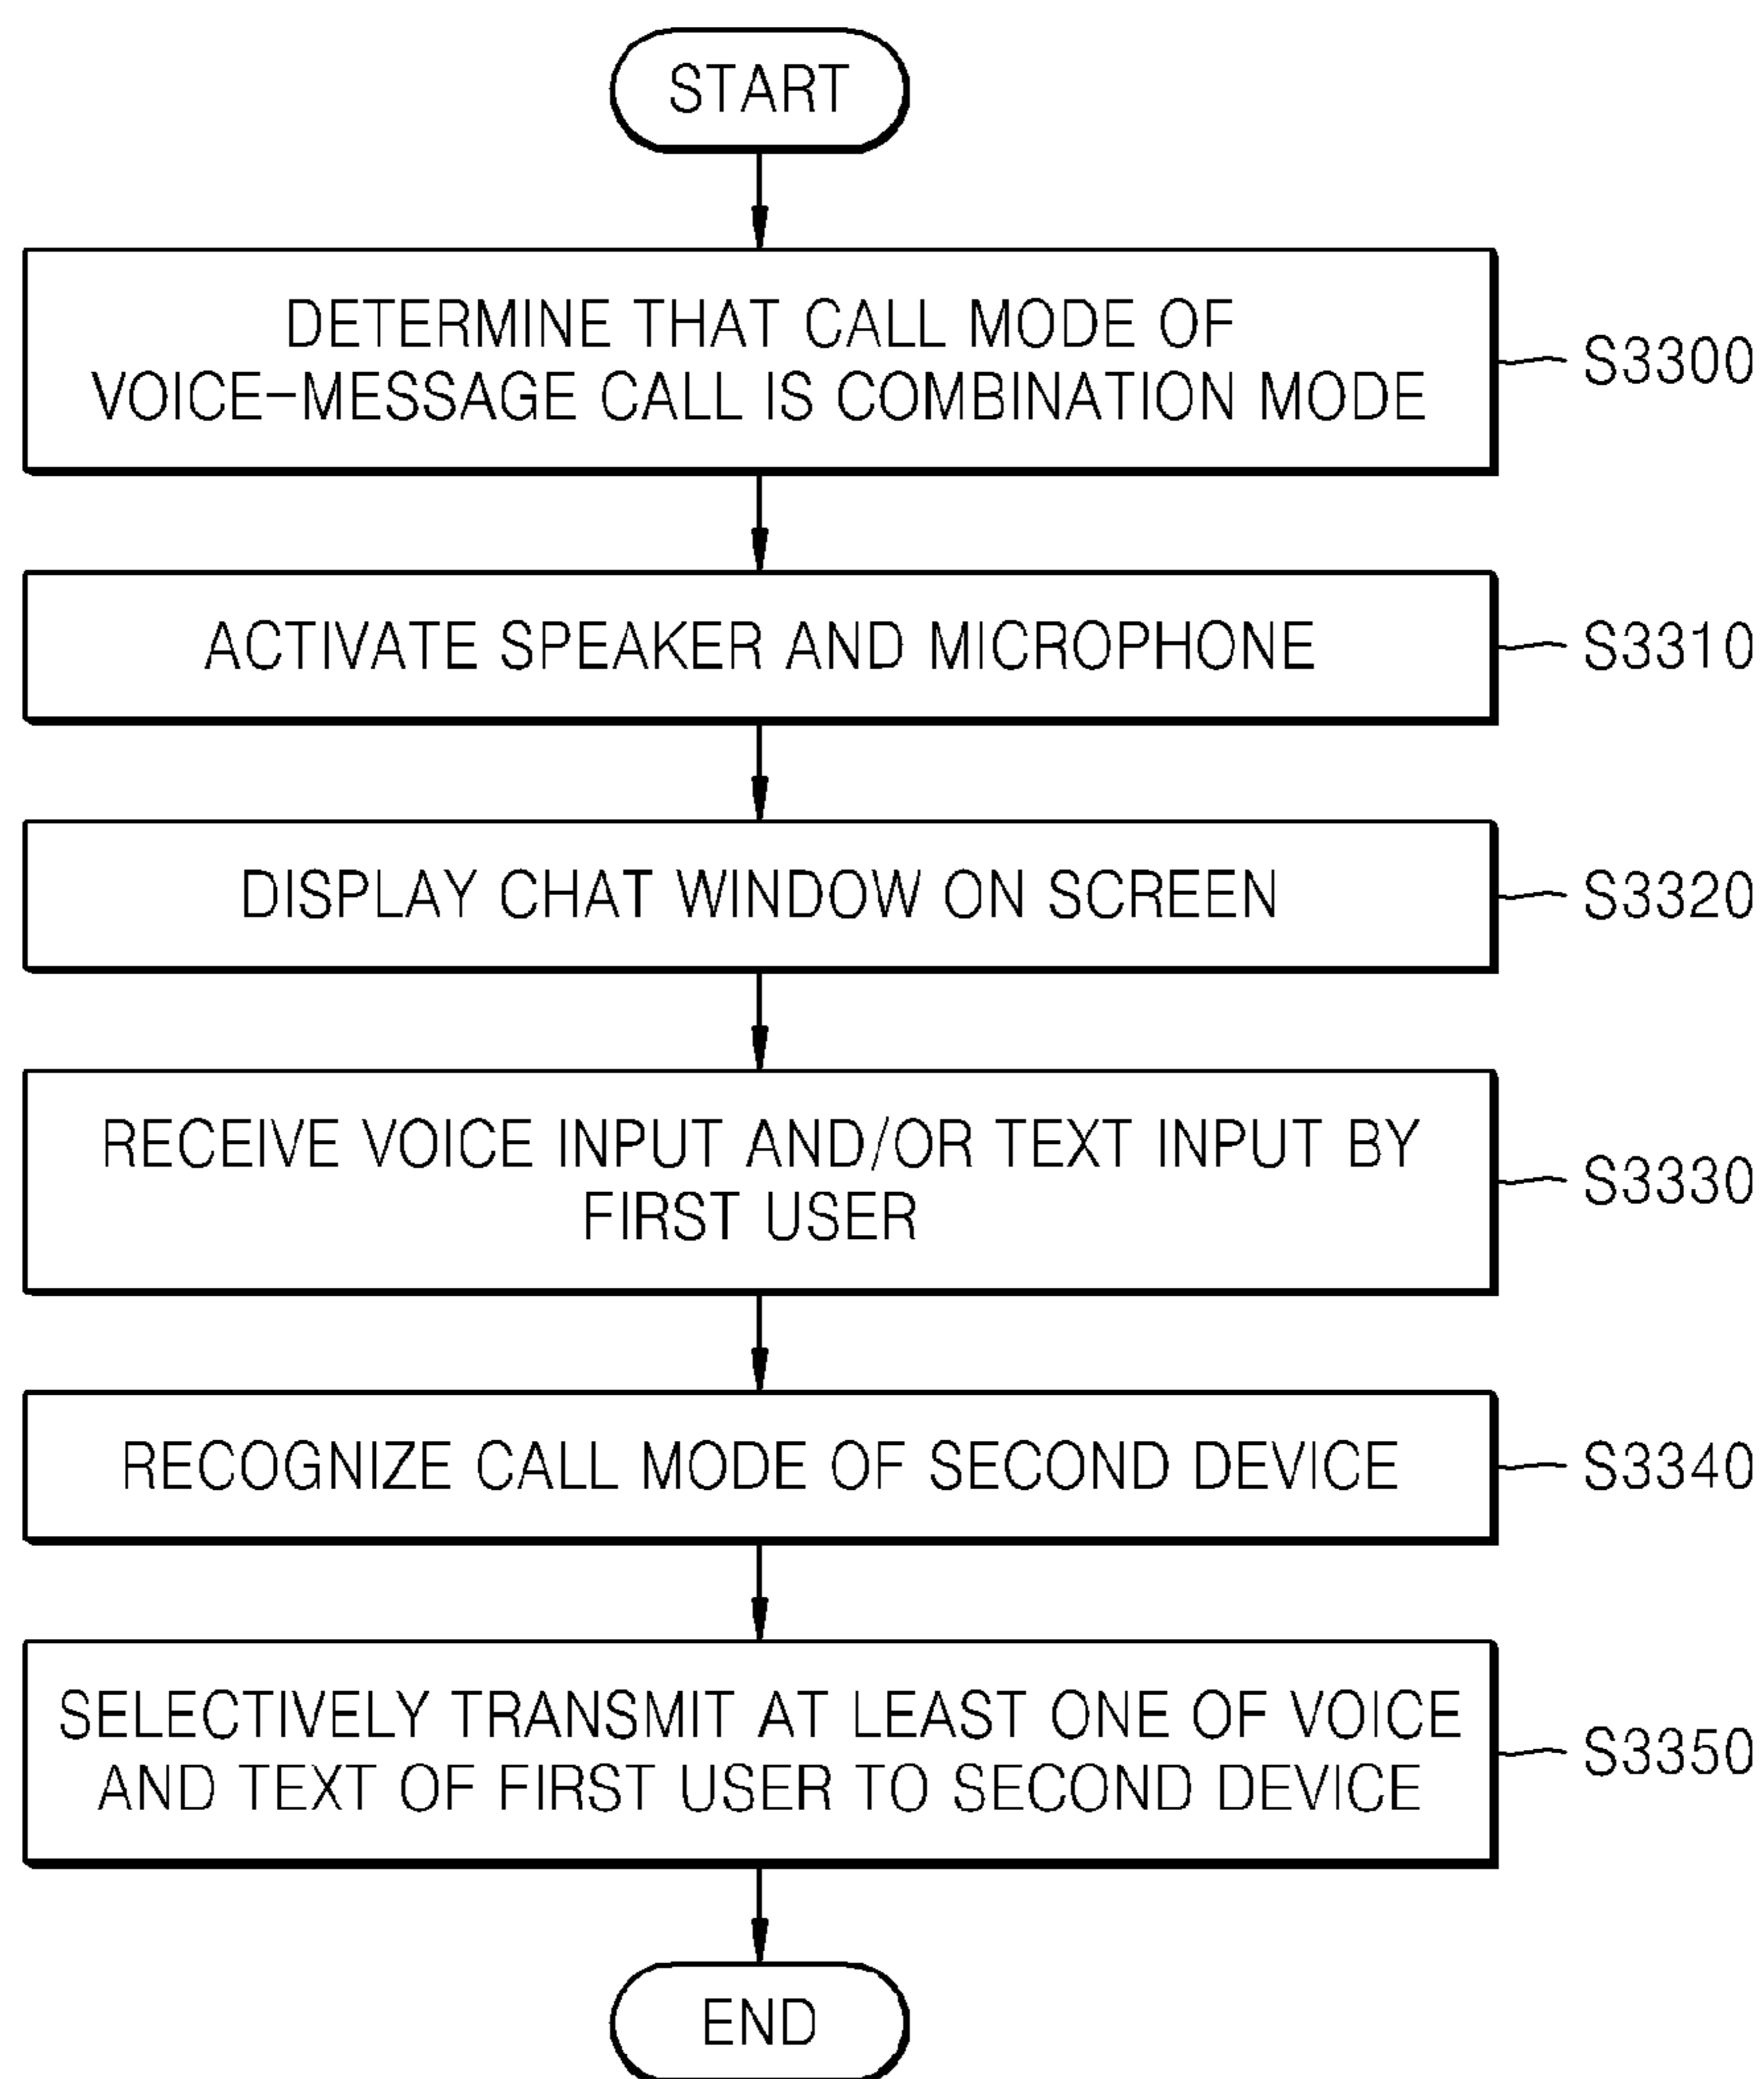 START
DETERMINE THAT CALL MODE OF
VOICE-MESSAGE CALL IS COMBINATION MODE
S3300
ACTIVATE SPEAKER AND MICROPHONE
S3310
DISPLAY CHAT WINDOW ON SCREEN
S3320
RECEIVE VOICE INPUT AND/OR TEXT INPUT BY
FIRST USER
S3330
RECOGNIZE CALL MODE OF SECOND DEVICE
S3340
SELECTIVELY TRANSMIT AT LEAST ONE OF VOICE
AND TEXT OF FIRST USER TO SECOND DEVICE
S3350
END